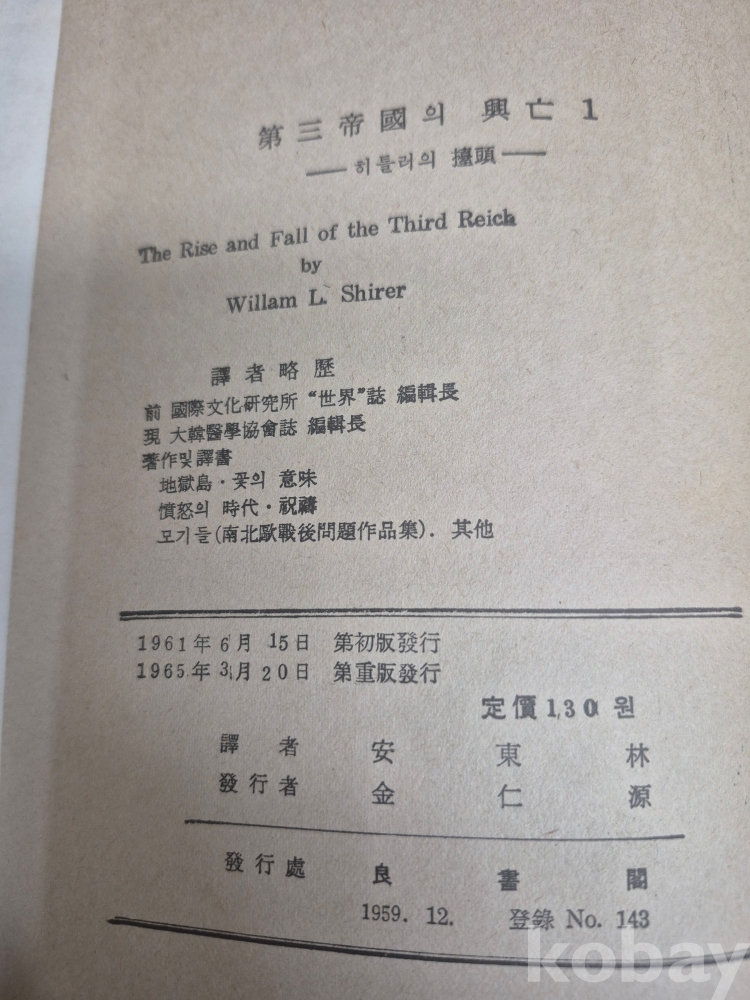 第三帝國의 興亡 1
── 히틀러의 擡頭 ──
The Rise and Fall of the Third Reich
by
Willam L. Shirer
譯者略歷
前 國際文化硏究所 “世界”誌 編輯長
現 大韓醫學協會誌 編輯長
著作및譯書
地獄島・꽃의 意味
憤怒의 時代・祝禱
모기들(南北歐戰後問題作品集). 其他
1961年 6月 15日 第初版發行
1965年 3月 20日 第重版發行
定價 130 원
譯者 安東林
發行者 金仁源
發行處 良書閣
1959. 12. 登錄 No. 143
kobay